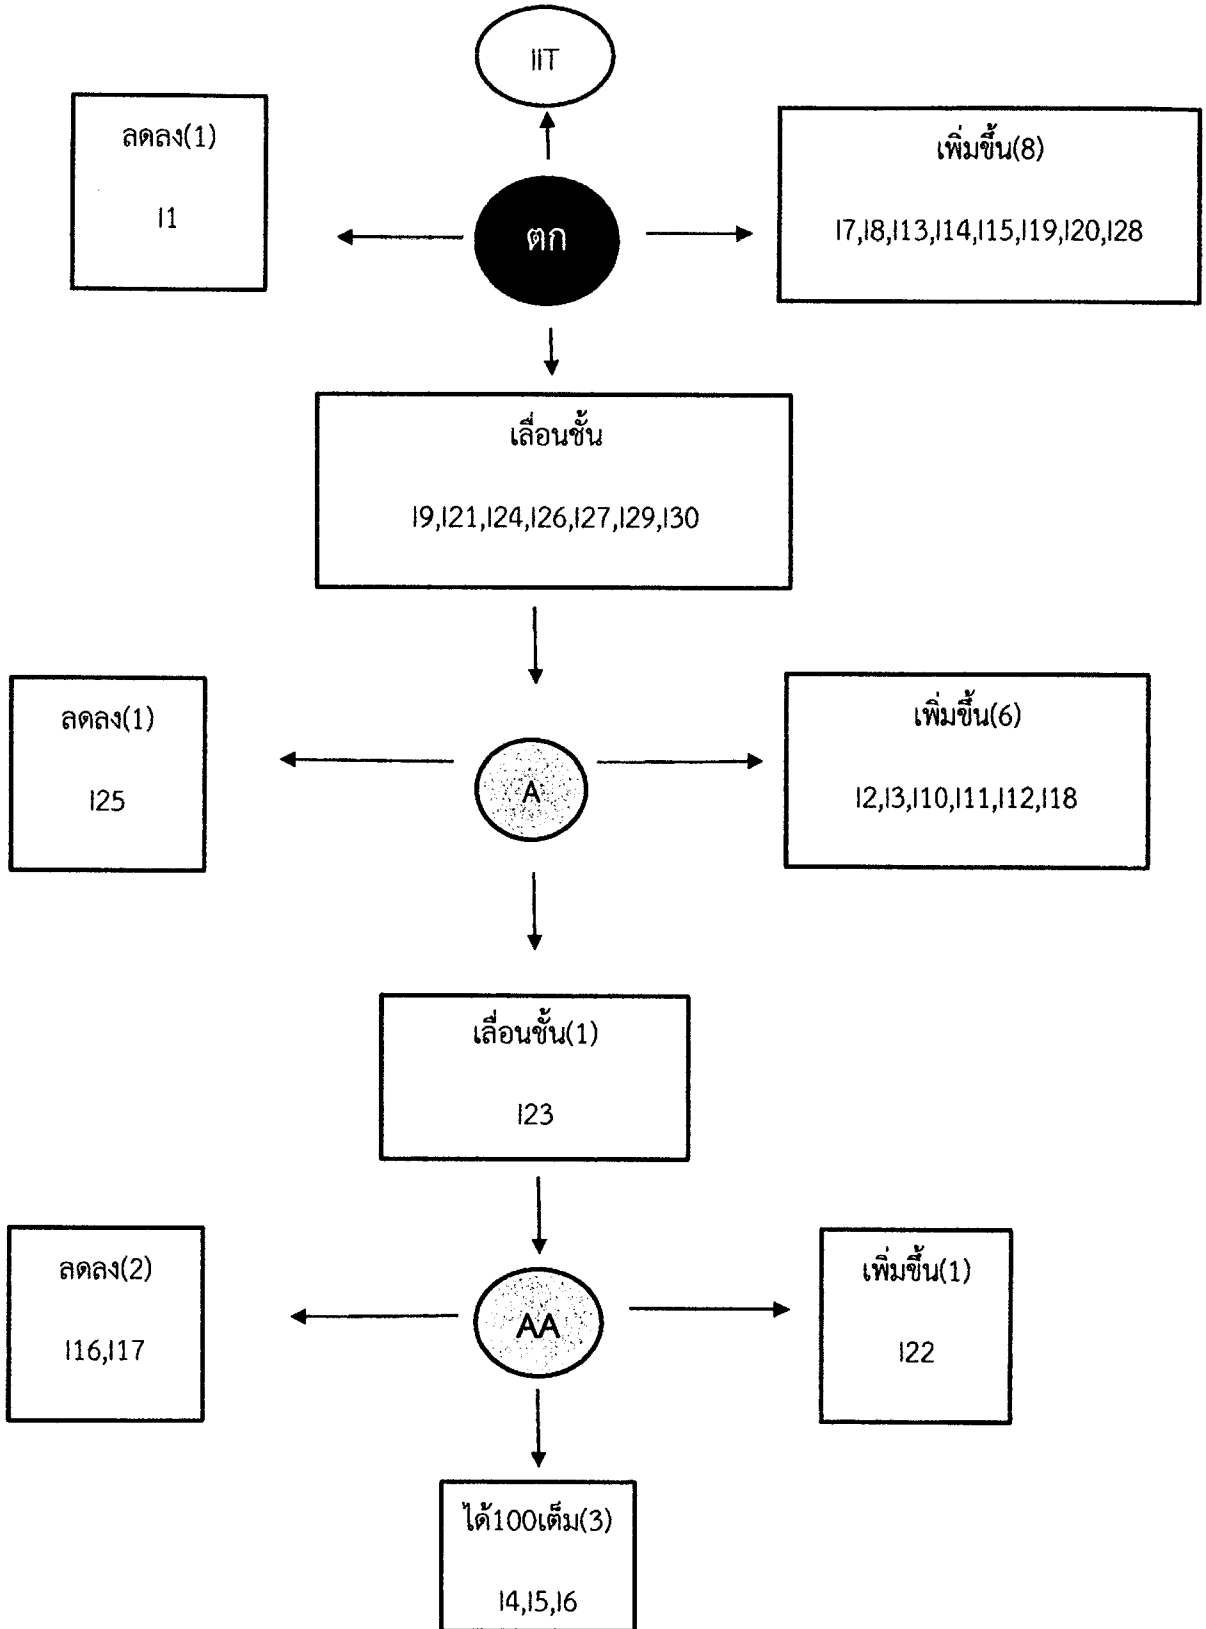 IIT
ลดลง(1)
I1
ตก
เพิ่มขึ้น(8)
I7,I8,I13,I14,I15,I19,I20,I28
เลื่อนชั้น
I9,I21,I24,I26,I27,I29,I30
ลดลง(1)
I25
A
เพิ่มขึ้น(6)
I2,I3,I10,I11,I12,I18
เลื่อนชั้น(1)
I23
ลดลง(2)
I16,I17
AA
เพิ่มขึ้น(1)
I22
ได้100เต็ม(3)
I4,I5,I6